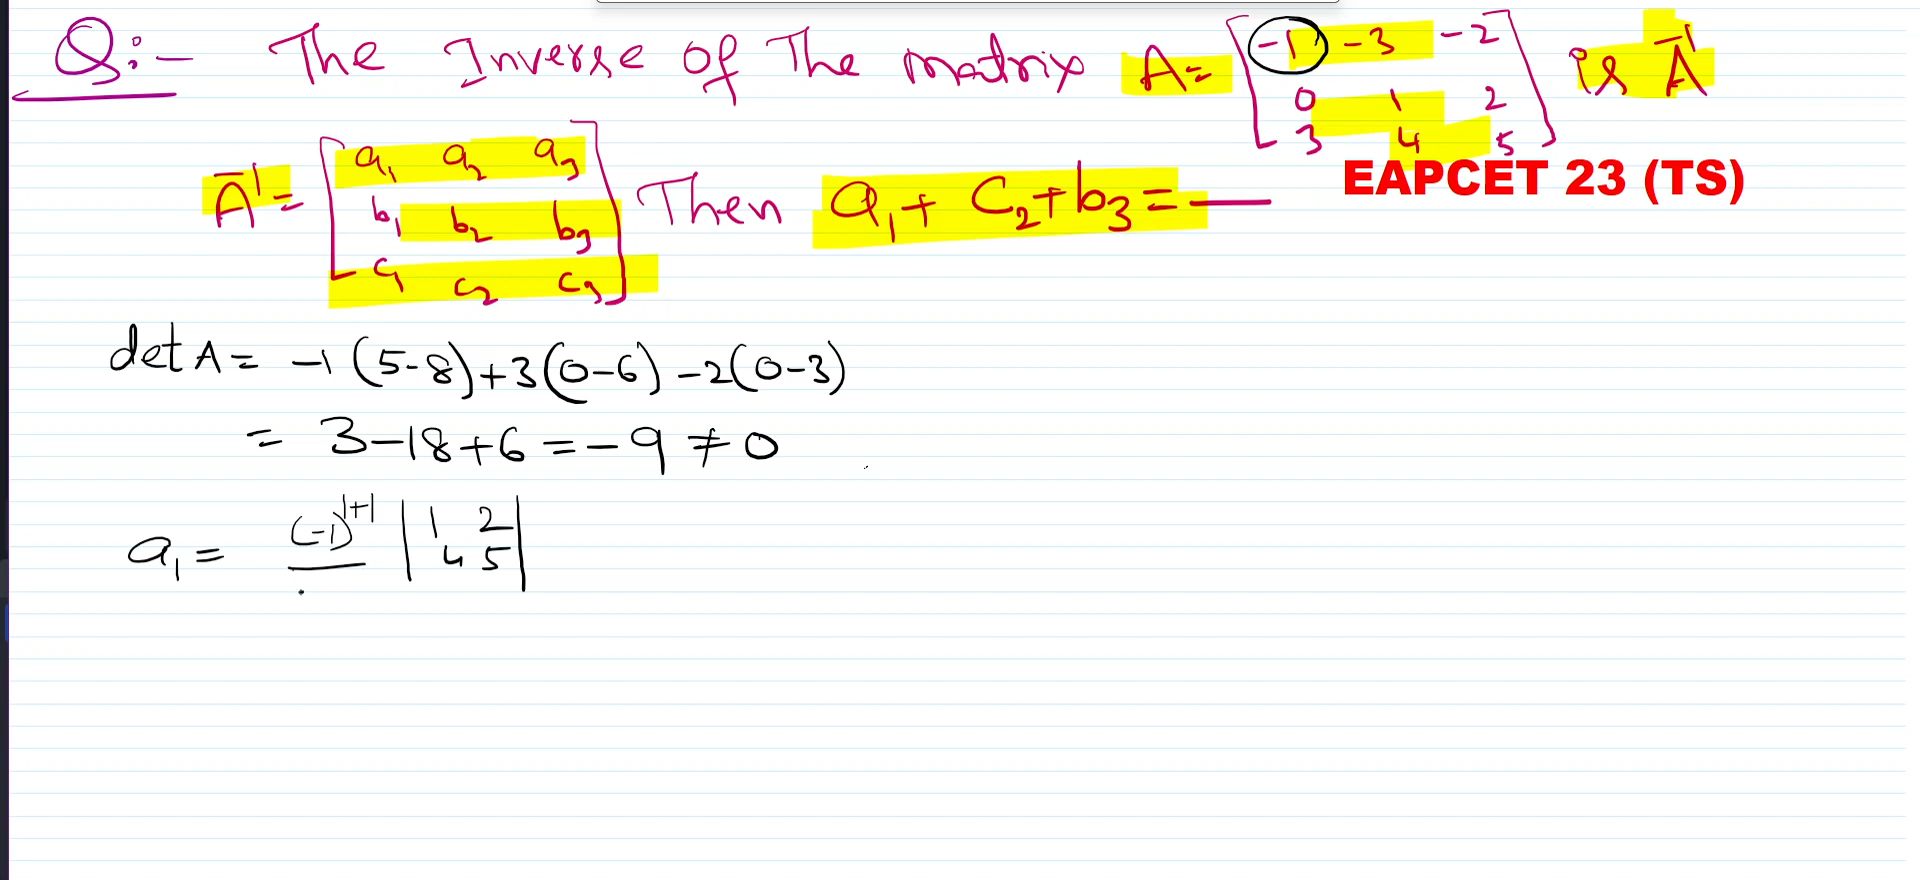 Q:- The Inverse of The matrix A = [ -1 -3 -2 ] is A⁻¹
0 1 2
3 4 5
EAPCET 23 (TS)
A⁻¹ = [ a₁ a₂ a₃ ] Then a₁ + c₂ + b₃ = —
b₁ b₂ b₃
c₁ c₂ c₃
det A = -1 (5-8) + 3(0-6) - 2(0-3)
= 3 - 18 + 6 = -9 ≠ 0
a₁ = (-1)¹⁺¹ | 1 2 |
4 5